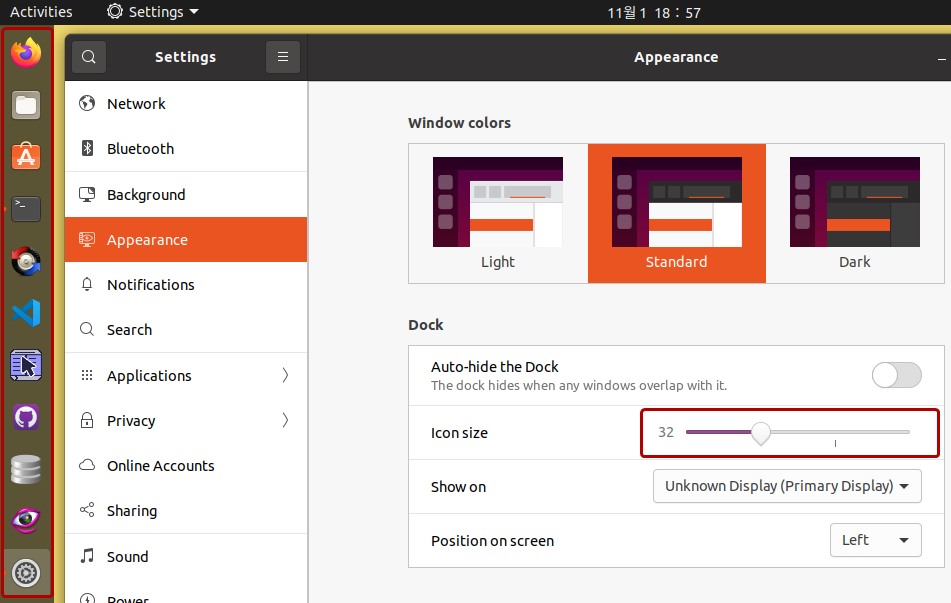 Activities
Settings
11월 1 18 : 57
Settings
Appearance
Network
Bluetooth
Background
Appearance
Notifications
Search
Applications
Privacy
Online Accounts
Sharing
Sound
Power
Window colors
Light
Standard
Dark
Dock
Auto-hide the Dock
The dock hides when any windows overlap with it.
Icon size
32
Show on
Unknown Display (Primary Display)
Position on screen
Left